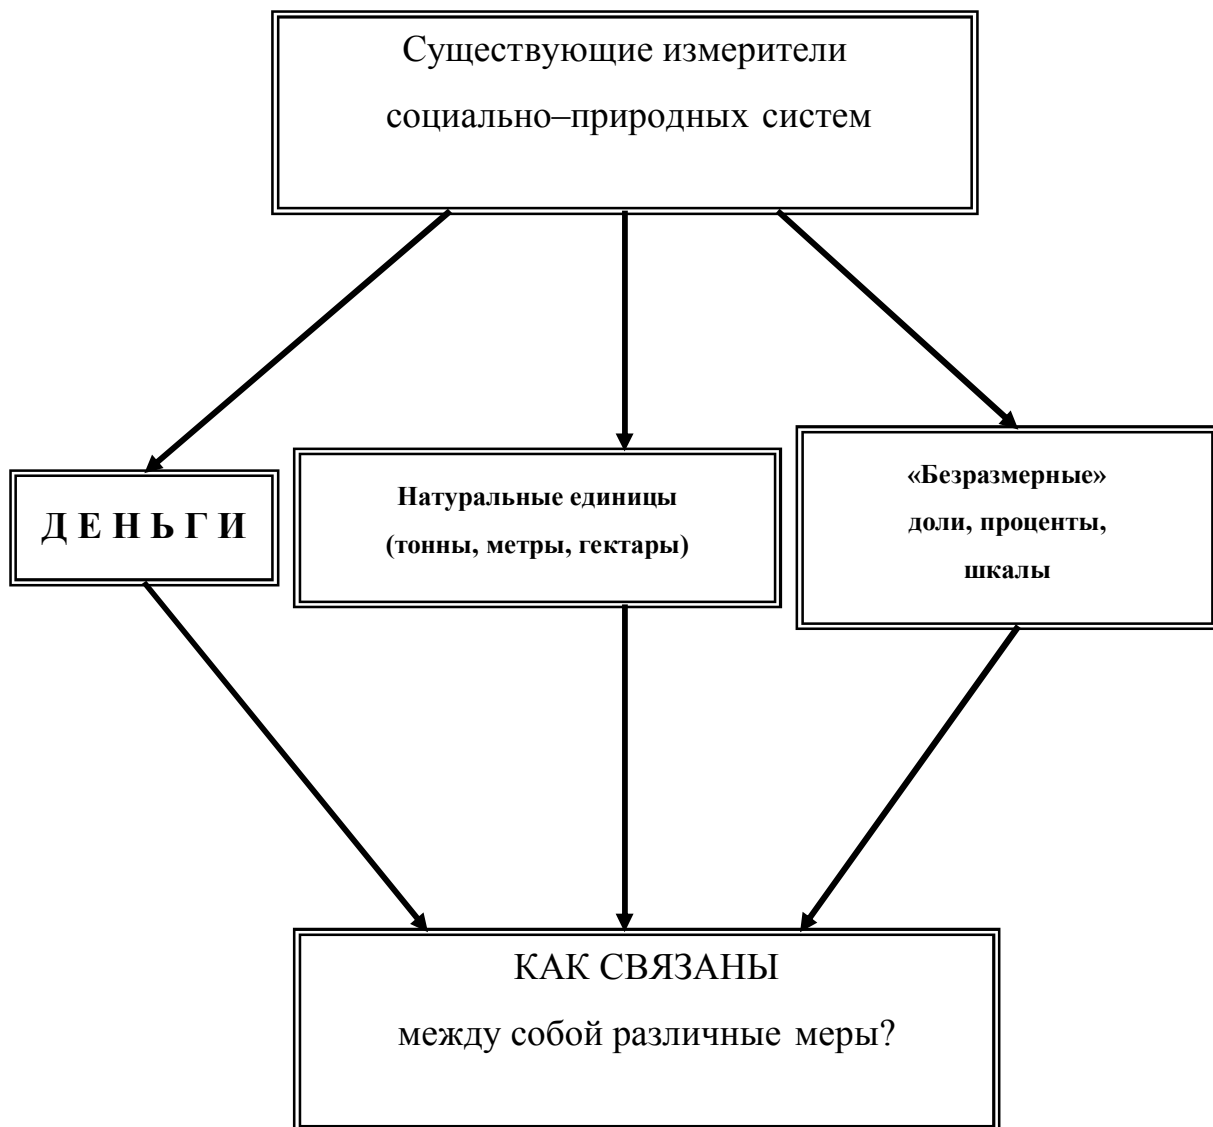 Существующие измерители
социально–природных систем
Д Е Н Ь Г И
Натуральные единицы
(тонны, метры, гектары)
«Безразмерные»
доли, проценты,
шкалы
КАК СВЯЗАНЫ
между собой различные меры?